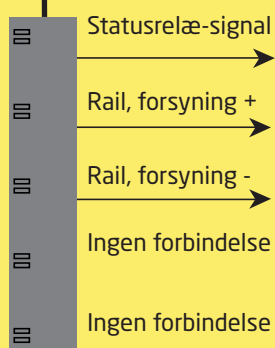 Statusrelæ-signal
Rail, forsyning +
Rail, forsyning -
Ingen forbindelse
Ingen forbindelse